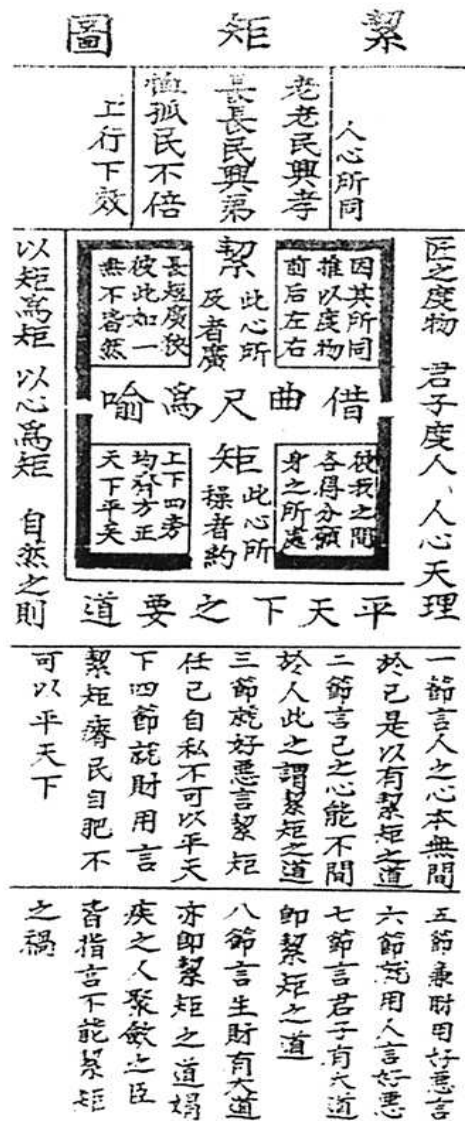 絜矩圖
人心所同
老老民興孝
長長民興弟
恤孤民不倍
上行下效
匠之度物 君子度人、人心天理
因其所同
推以度物
前后左右
絜
此心所
及者廣
長短廣狹
彼此如一
無不皆然
借曲尺爲喻
彼我之間
各得分願
身之所處
矩
此心所
操者約
上下四旁
均齊方正
天下平矣
以矩爲矩 以心爲矩 自然之則
平天下之要道
一節言人之心本無間
於己是以有絜矩之道
二節言己之心能不間
於人此之謂絜矩之道
三節就好惡言絜矩
任己自私不可以平天
下四節就財用言
絜矩瘠民自肥不
可以平天下
五節兼財用好惡言
六節就用人言好惡
七節言君子有大道
即絜矩之道
八節言生財有大道
亦即絜矩之道媢
疾之人聚斂之臣
皆指言不能絜矩
之禍